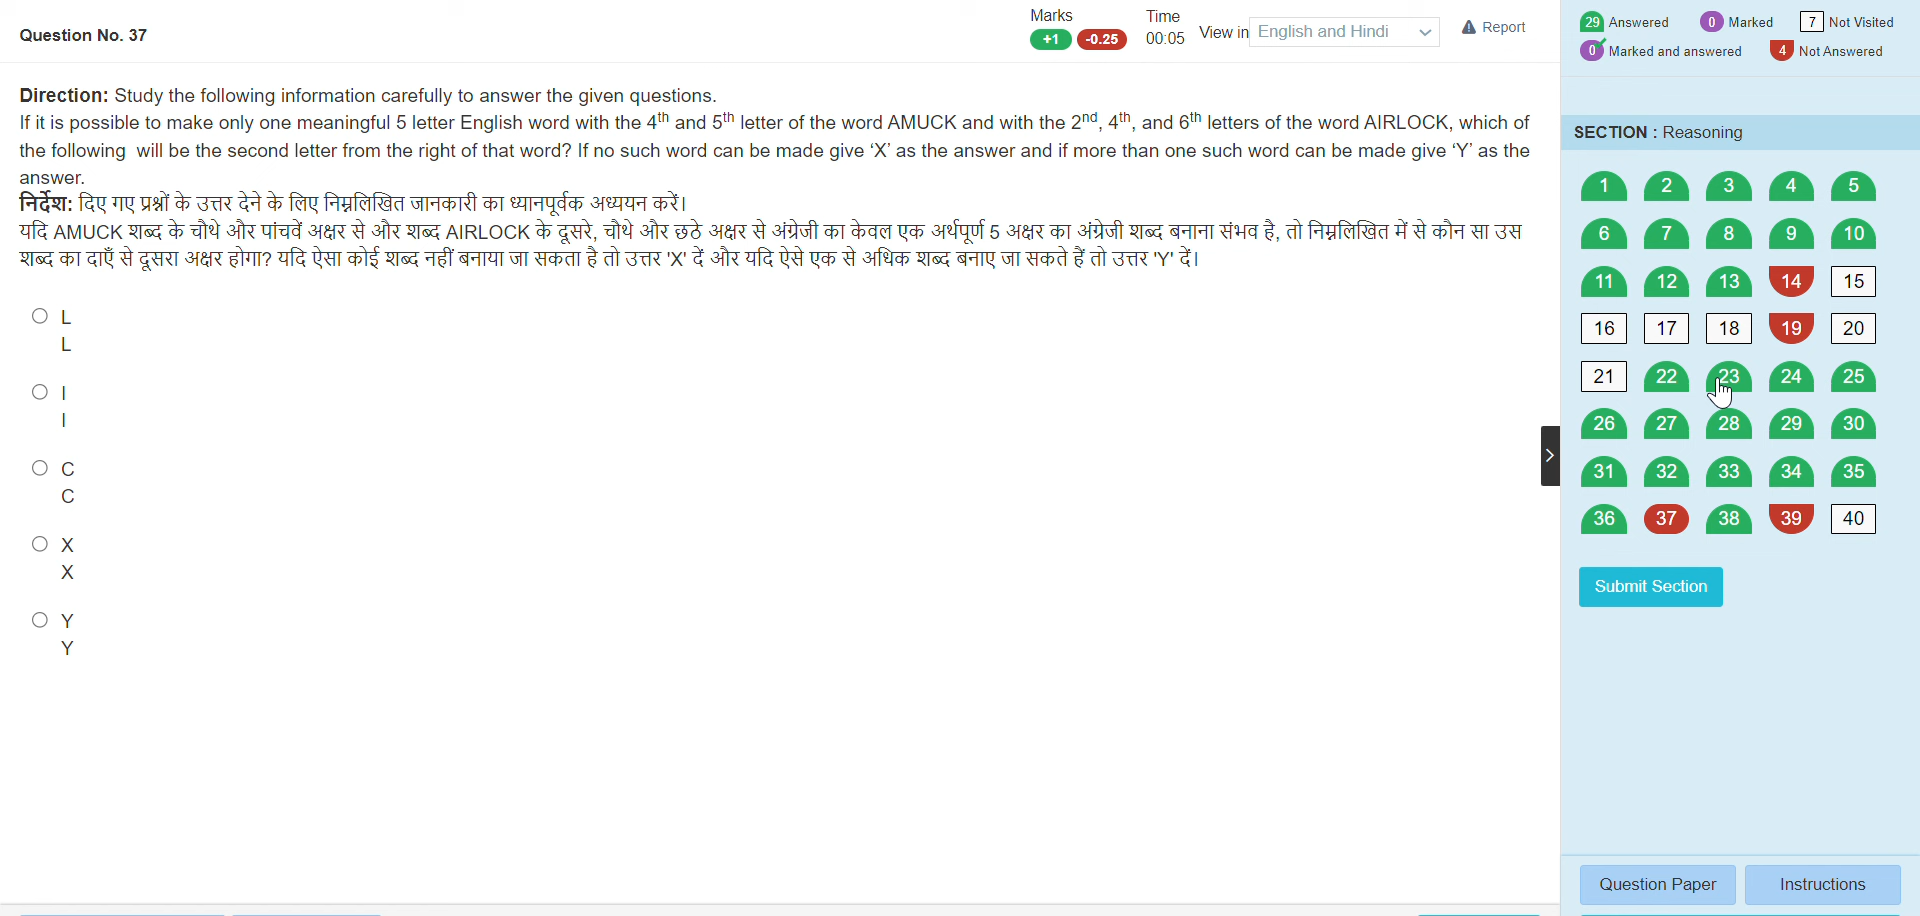 Question No. 37
Marks
+1 -0.25
Time
00:05
View in English and Hindi
Report
Direction: Study the following information carefully to answer the given questions.
If it is possible to make only one meaningful 5 letter English word with the 4th and 5th letter of the word AMUCK and with the 2nd, 4th, and 6th letters of the word AIRLOCK, which of
the following will be the second letter from the right of that word? If no such word can be made give ‘X’ as the answer and if more than one such word can be made give ‘Y’ as the
answer.
निर्देश: दिए गए प्रश्नों के उत्तर देने के लिए निम्नलिखित जानकारी का ध्यानपूर्वक अध्ययन करें।
यदि AMUCK शब्द के चौथे और पांचवें अक्षर से और शब्द AIRLOCK के दूसरे, चौथे और छठे अक्षर से अंग्रेजी का केवल एक अर्थपूर्ण 5 अक्षर का अंग्रेजी शब्द बनाना संभव है, तो निम्नलिखित में से कौन सा उस
शब्द का दाएँ से दूसरा अक्षर होगा? यदि ऐसा कोई शब्द नहीं बनाया जा सकता है तो उत्तर 'X' दें और यदि ऐसे एक से अधिक शब्द बनाए जा सकते हैं तो उत्तर 'Y' दें।
L
L
I
I
C
C
X
X
Y
Y
29 Answered 0 Marked 7 Not Visited
0 Marked and answered 4 Not Answered
SECTION : Reasoning
1 2 3 4 5
6 7 8 9 10
11 12 13 14 15
16 17 18 19 20
21 22 23 24 25
26 27 28 29 30
31 32 33 34 35
36 37 38 39 40
Submit Section
Question Paper Instructions